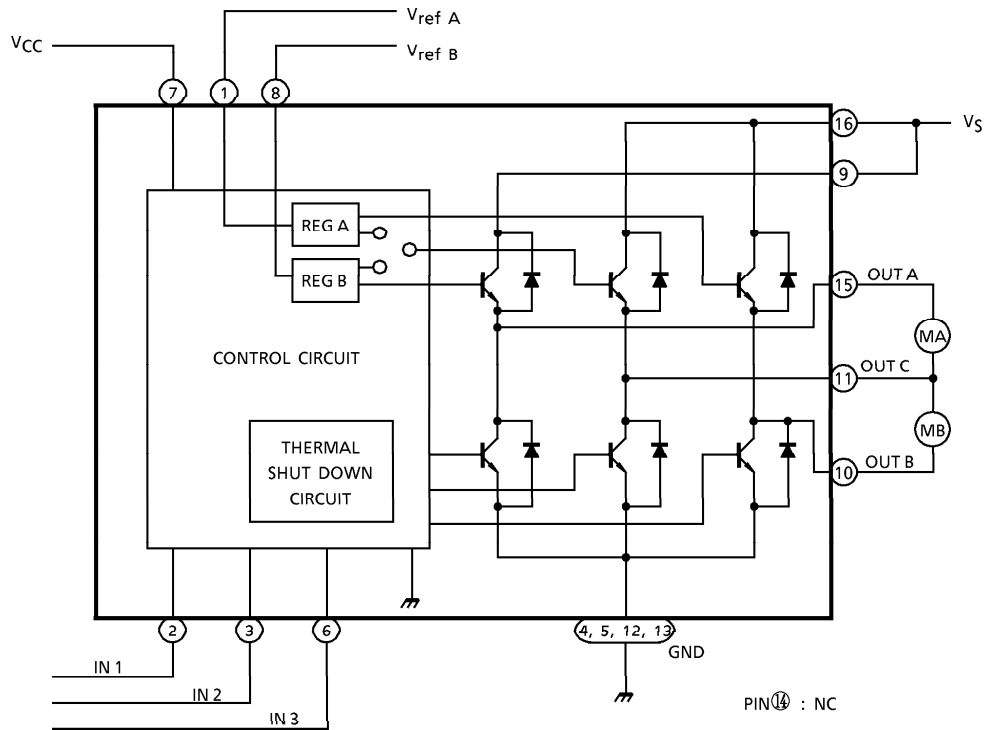 Vref A
VCC
Vref B
7
1
8
16
VS
9
REG A
REG B
15
OUT A
MA
CONTROL CIRCUIT
11
OUT C
MB
THERMAL
SHUT DOWN
CIRCUIT
10
OUT B
2
3
6
4, 5, 12, 13
GND
IN 1
IN 2
IN 3
PIN⑭ : NC